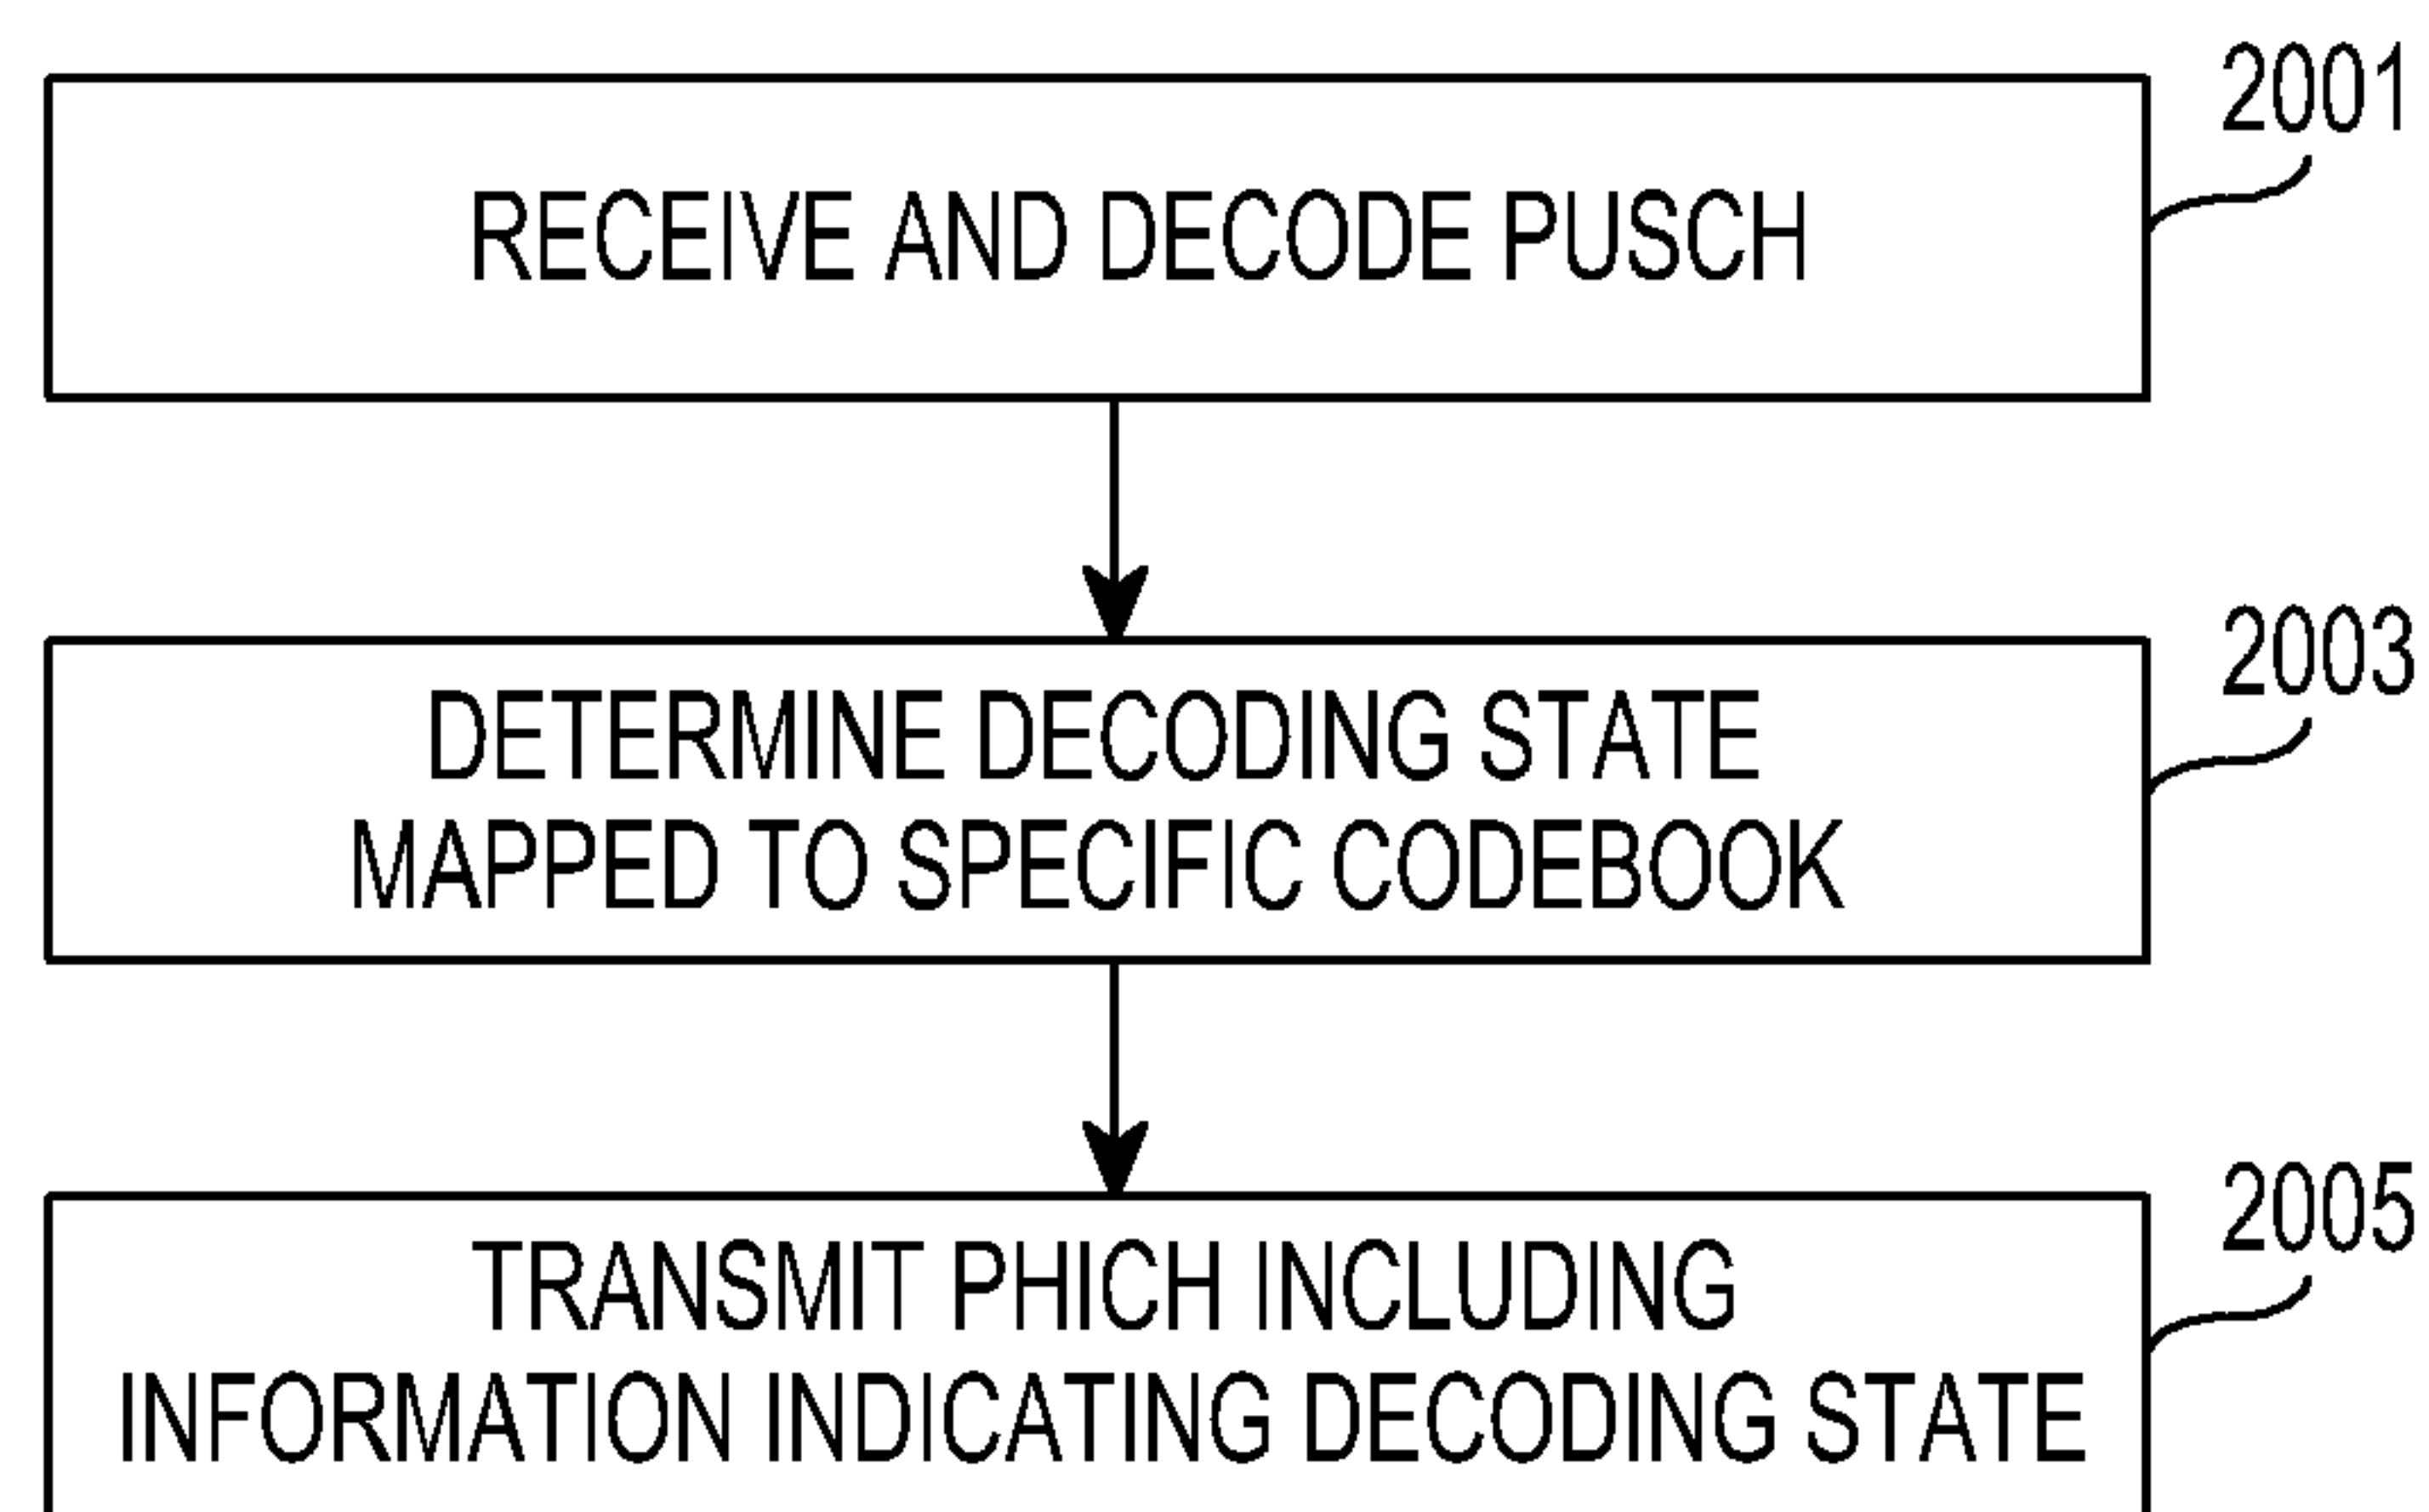 2001
RECEIVE AND DECODE PUSCH
2003
DETERMINE DECODING STATE
MAPPED TO SPECIFIC CODEBOOK
2005
TRANSMIT PHICH INCLUDING
INFORMATION INDICATING DECODING STATE